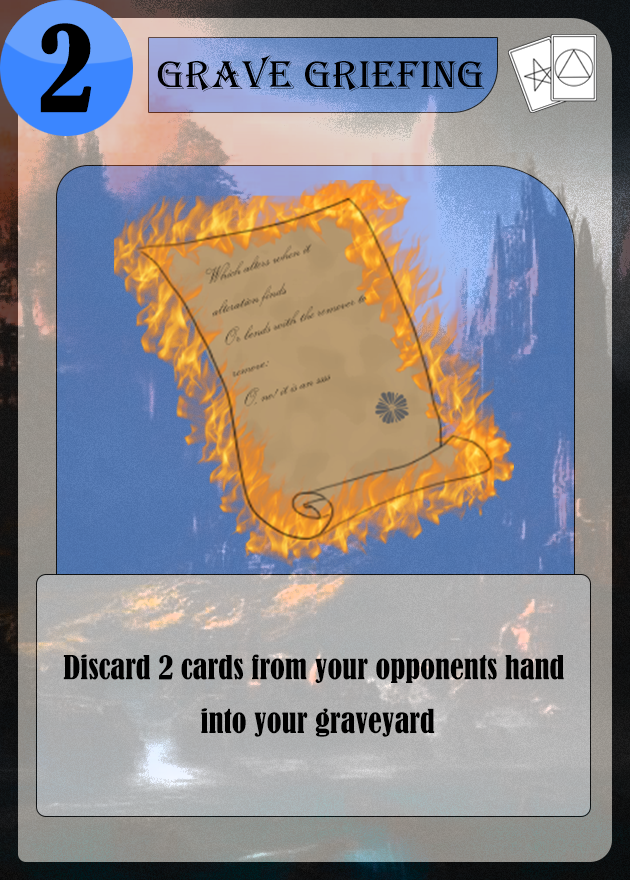 2
GRAVE GRIEFING
Which alters when it
alteration finds
Or bends with the remover to
remove:
O, no! it is an
Discard 2 cards from your opponents hand
into your graveyard